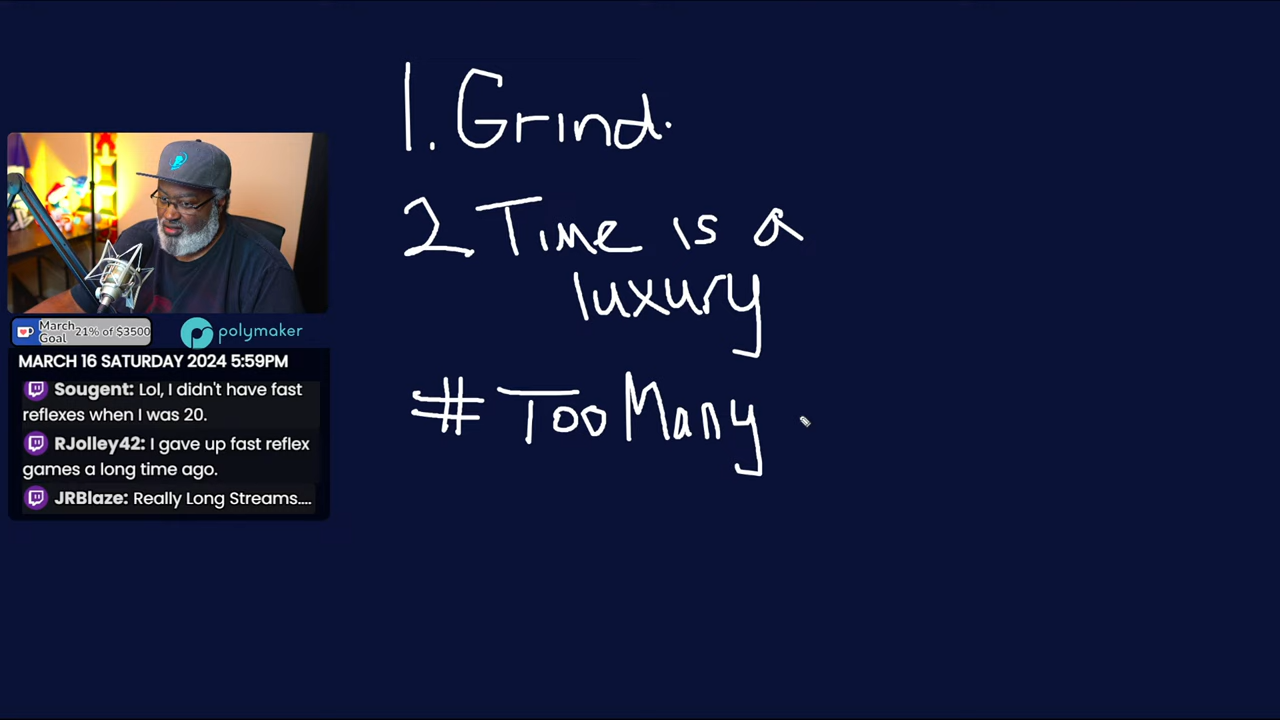 1. Grind.
2. Time is a
luxury
# Too Many
March
Goal
21% of $3500
polymaker
MARCH 16 SATURDAY 2024 5:59PM
Sougent: Lol, I didn't have fast
reflexes when I was 20.
RJolley42: I gave up fast reflex
games a long time ago.
JRBlaze: Really Long Streams....